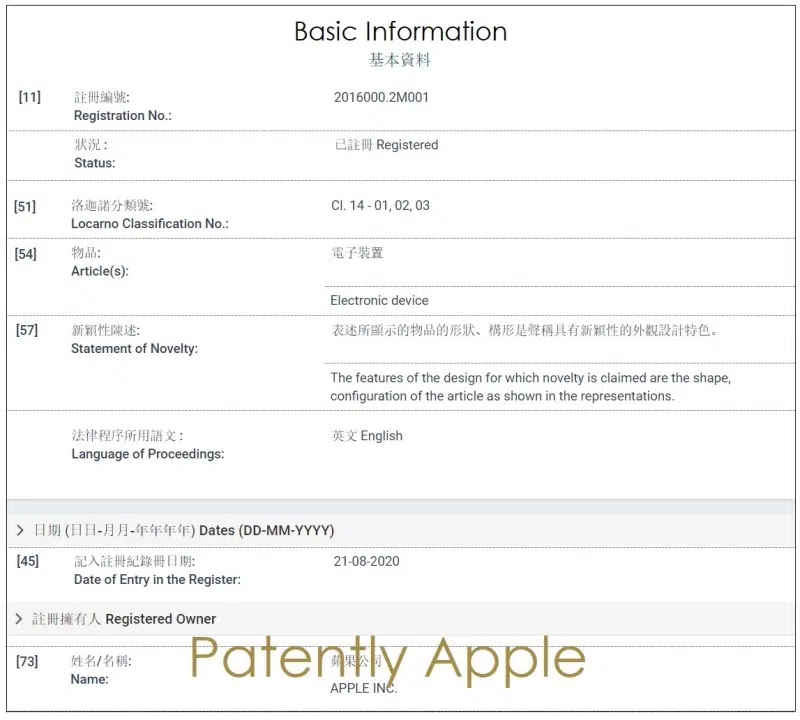 Basic Information
基本資料
[11] 註冊編號: 2016000.2M001
Registration No.:
狀況 : 已註冊 Registered
Status:
[51] 洛迦諾分類號: Cl. 14 - 01, 02, 03
Locarno Classification No.:
[54] 物品: 電子裝置
Article(s):
Electronic device
[57] 新穎性陳述: 表述所顯示的物品的形狀、構形是聲稱具有新穎性的外觀設計特色。
Statement of Novelty:
The features of the design for which novelty is claimed are the shape,
configuration of the article as shown in the representations.
法律程序所用語文 : 英文 English
Language of Proceedings:
日期 (日日-月月-年年年年) Dates (DD-MM-YYYY)
[45] 記入註冊紀錄冊日期: 21-08-2020
Date of Entry in the Register:
註冊擁有人 Registered Owner
Patently Apple
[73] 姓名/名稱: 蘋果公司
Name:
APPLE INC.